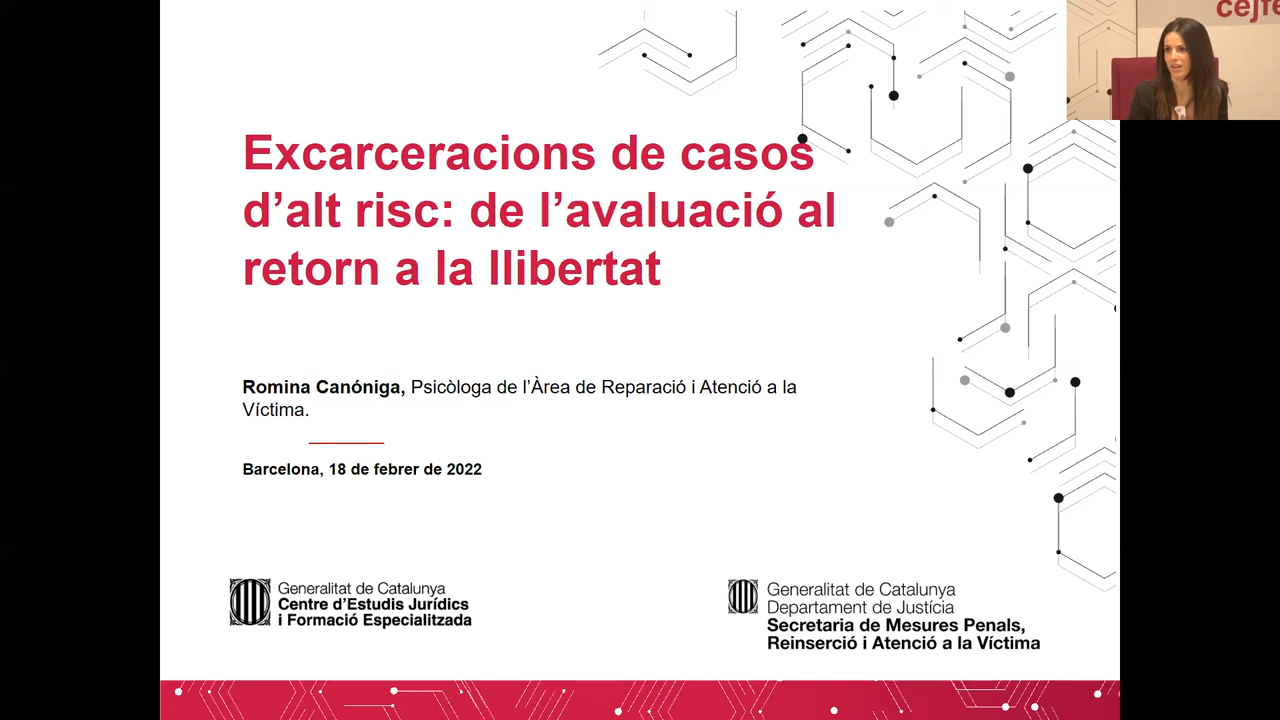 cejfe
Excarceracions de casos
d’alt risc: de l’avaluació al
retorn a la llibertat
Romina Canóniga, Psicòloga de l’Àrea de Reparació i Atenció a la
Víctima.
Barcelona, 18 de febrer de 2022
Generalitat de Catalunya
Centre d’Estudis Jurídics
i Formació Especialitzada
Generalitat de Catalunya
Departament de Justícia
Secretaria de Mesures Penals,
Reinserció i Atenció a la Víctima